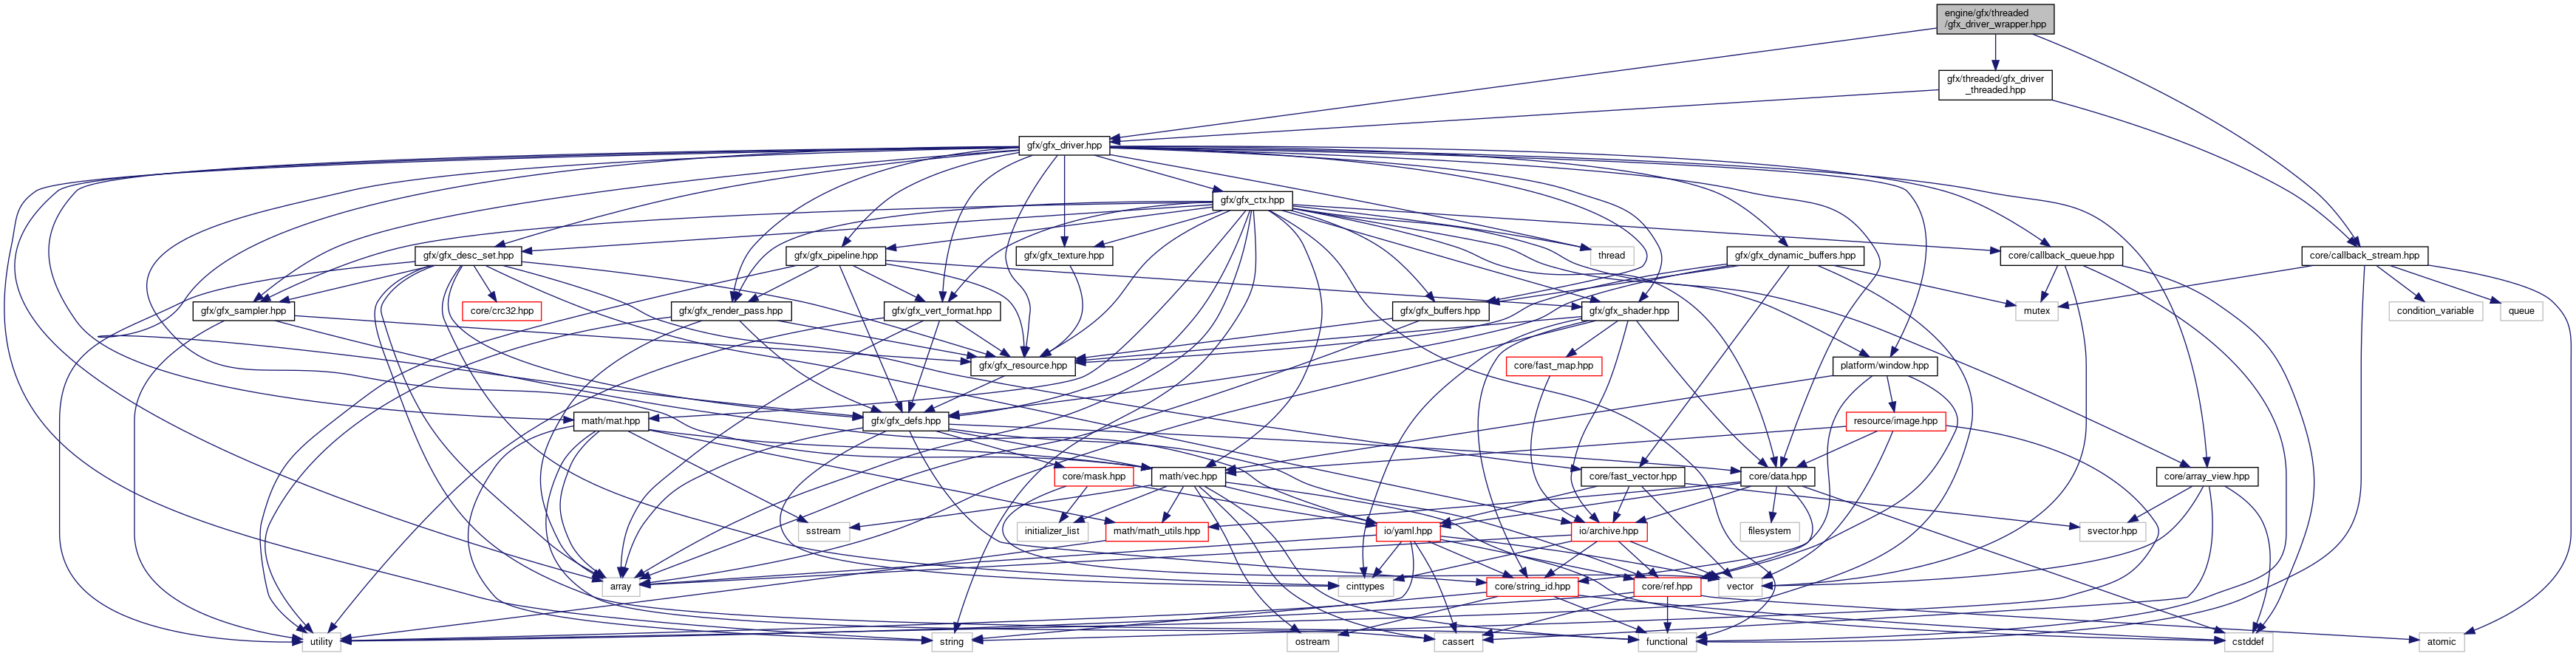 engine/gfx/threaded
/gfx_driver_wrapper.hpp
gfx/threaded/gfx_driver
_threaded.hpp
gfx/gfx_driver.hpp
gfx/gfx_ctx.hpp
gfx/gfx_desc_set.hpp
gfx/gfx_pipeline.hpp
gfx/gfx_texture.hpp
thread
gfx/gfx_dynamic_buffers.hpp
core/callback_queue.hpp
core/callback_stream.hpp
gfx/gfx_sampler.hpp
core/crc32.hpp
gfx/gfx_render_pass.hpp
gfx/gfx_vert_format.hpp
gfx/gfx_buffers.hpp
gfx/gfx_shader.hpp
mutex
condition_variable
queue
gfx/gfx_resource.hpp
core/fast_map.hpp
platform/window.hpp
math/mat.hpp
gfx/gfx_defs.hpp
resource/image.hpp
core/mask.hpp
math/vec.hpp
core/fast_vector.hpp
core/data.hpp
core/array_view.hpp
sstream
initializer_list
math/math_utils.hpp
io/yaml.hpp
io/archive.hpp
filesystem
svector.hpp
array
cinttypes
core/string_id.hpp
core/ref.hpp
vector
utility
string
ostream
cassert
functional
cstddef
atomic